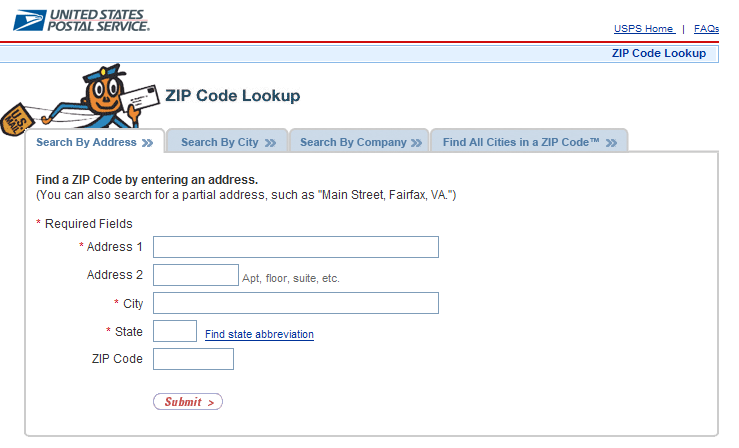 UNITED STATES
POSTAL SERVICE®
USPS Home | FAQs
ZIP Code Lookup
U.S. MAIL
ZIP Code Lookup
Search By Address » Search By City » Search By Company » Find All Cities in a ZIP Code™ »
Find a ZIP Code by entering an address.
(You can also search for a partial address, such as "Main Street, Fairfax, VA.")
* Required Fields
* Address 1
Address 2 Apt, floor, suite, etc.
* City
* State Find state abbreviation
ZIP Code
Submit >